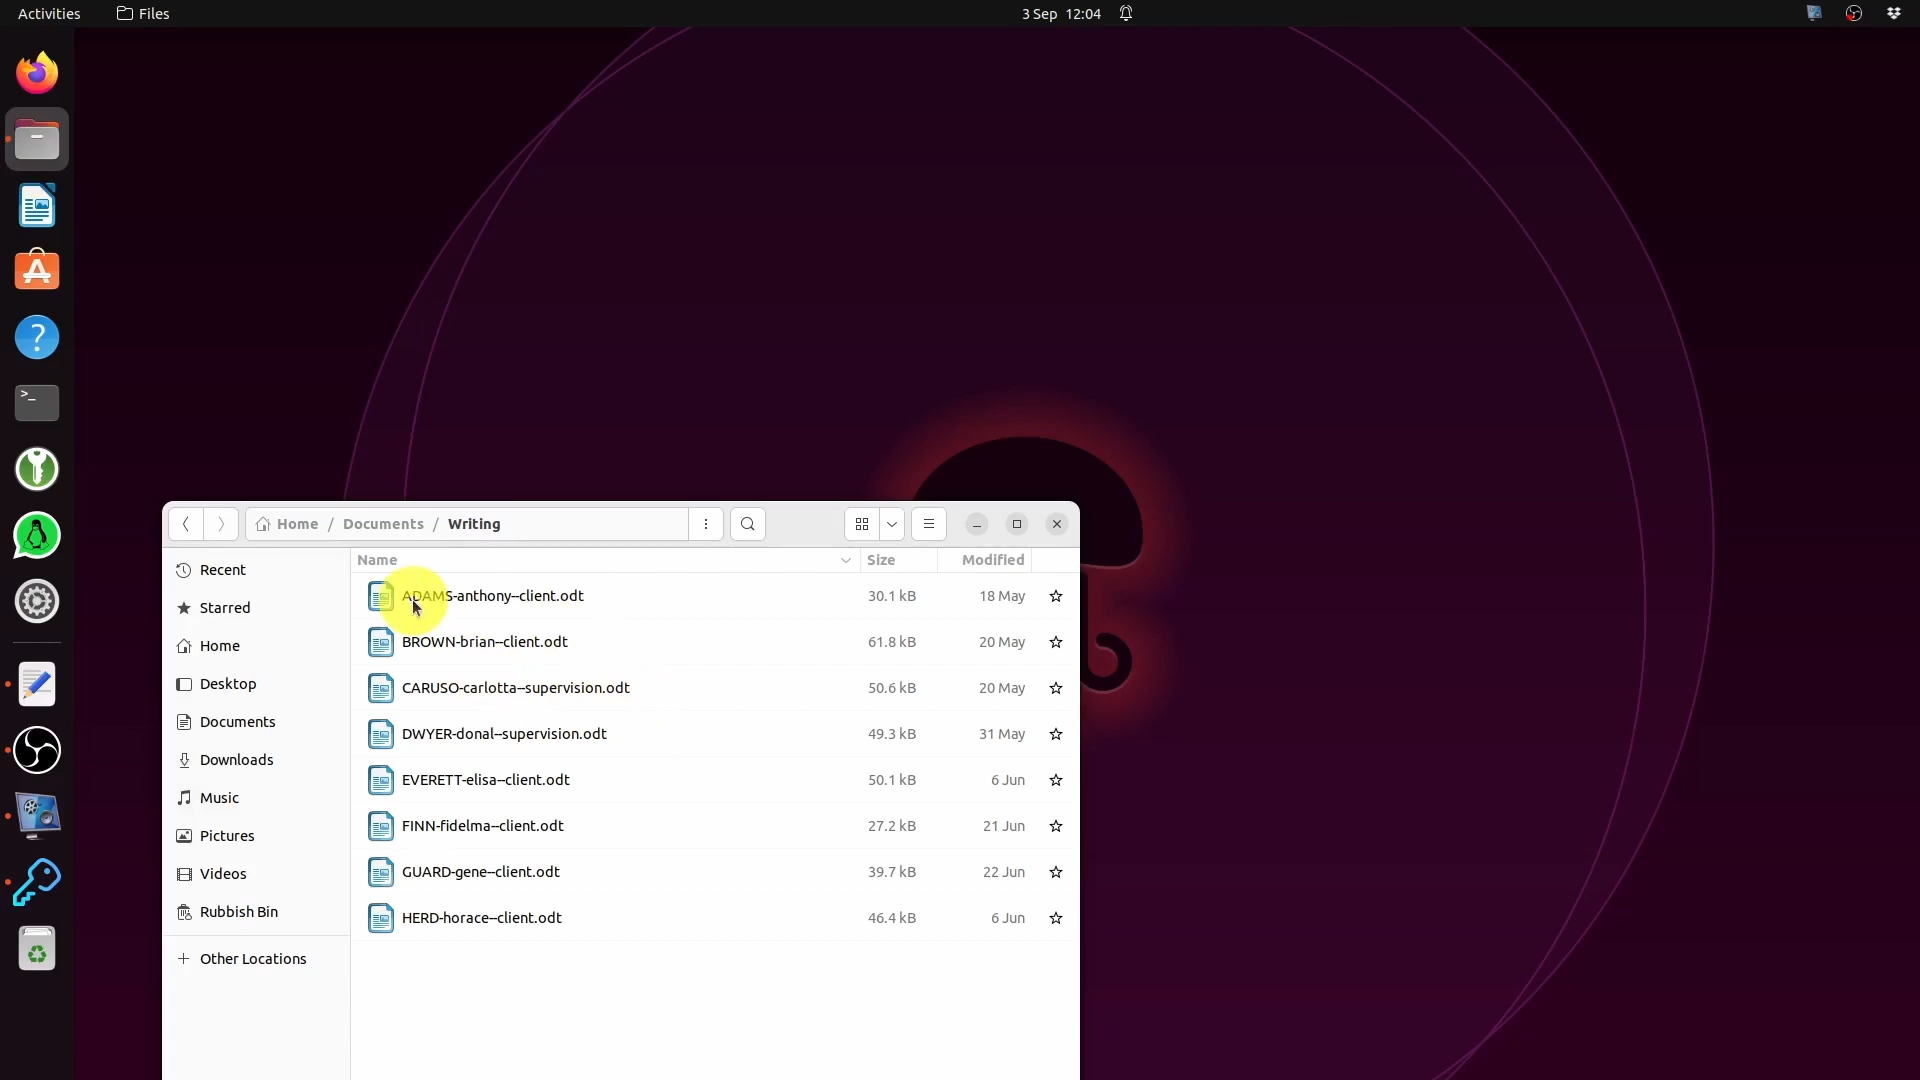 Activities Files 3 Sep 12:04
Home / Documents / Writing
Name Size Modified
Recent
Starred
Home
Desktop
Documents
Downloads
Music
Pictures
Videos
Rubbish Bin
Other Locations
ADAMS-anthony--client.odt 30.1 kB 18 May
BROWN-brian--client.odt 61.8 kB 20 May
CARUSO-carlotta--supervision.odt 50.6 kB 20 May
DWYER-donal--supervision.odt 49.3 kB 31 May
EVERETT-elisa--client.odt 50.1 kB 6 Jun
FINN-fidelma--client.odt 27.2 kB 21 Jun
GUARD-gene--client.odt 39.7 kB 22 Jun
HERD-horace--client.odt 46.4 kB 6 Jun